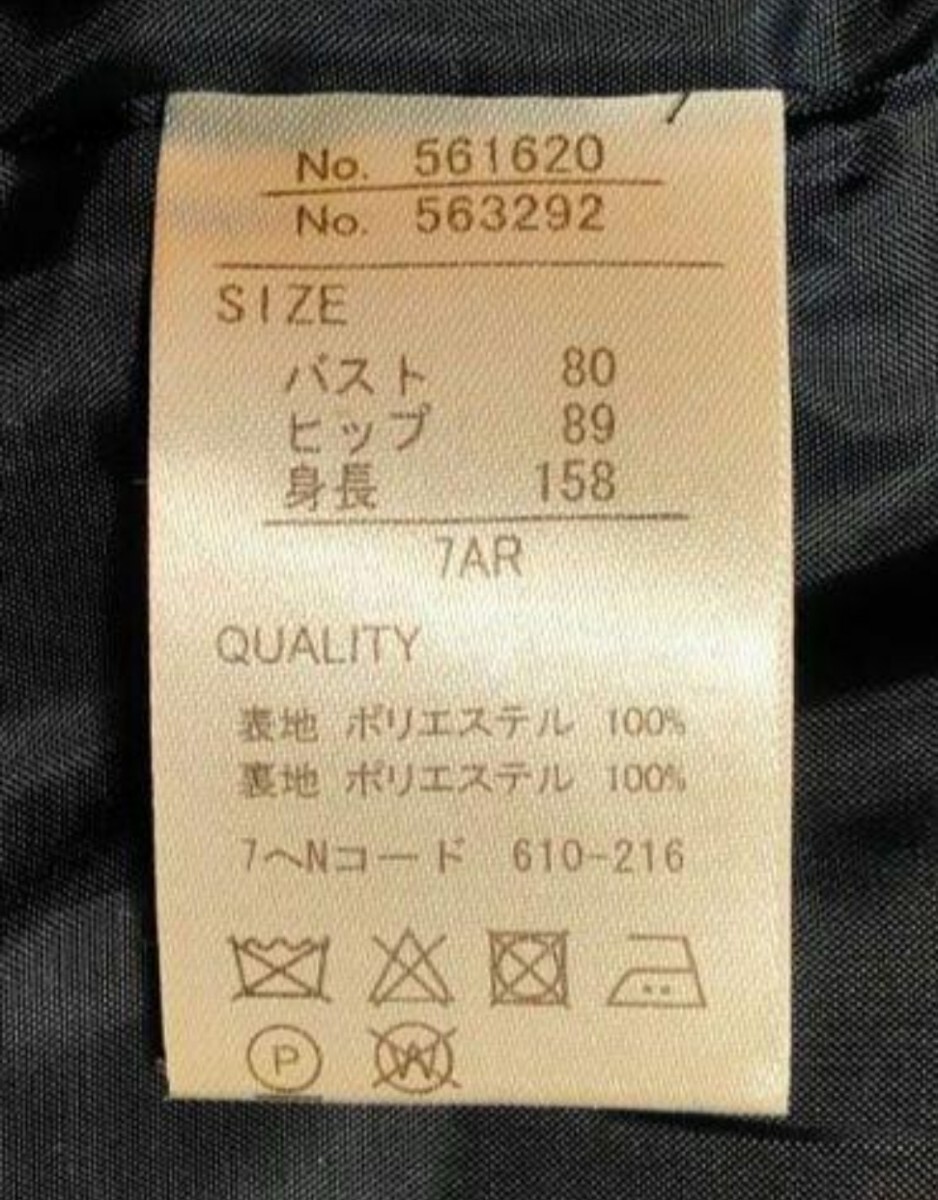 No. 561620
No. 563292
SIZE
バスト 80
ヒップ 89
身長 158
7AR
QUALITY
表地 ポリエステル 100%
裏地 ポリエステル 100%
7ヘNコード 610-216
P
W